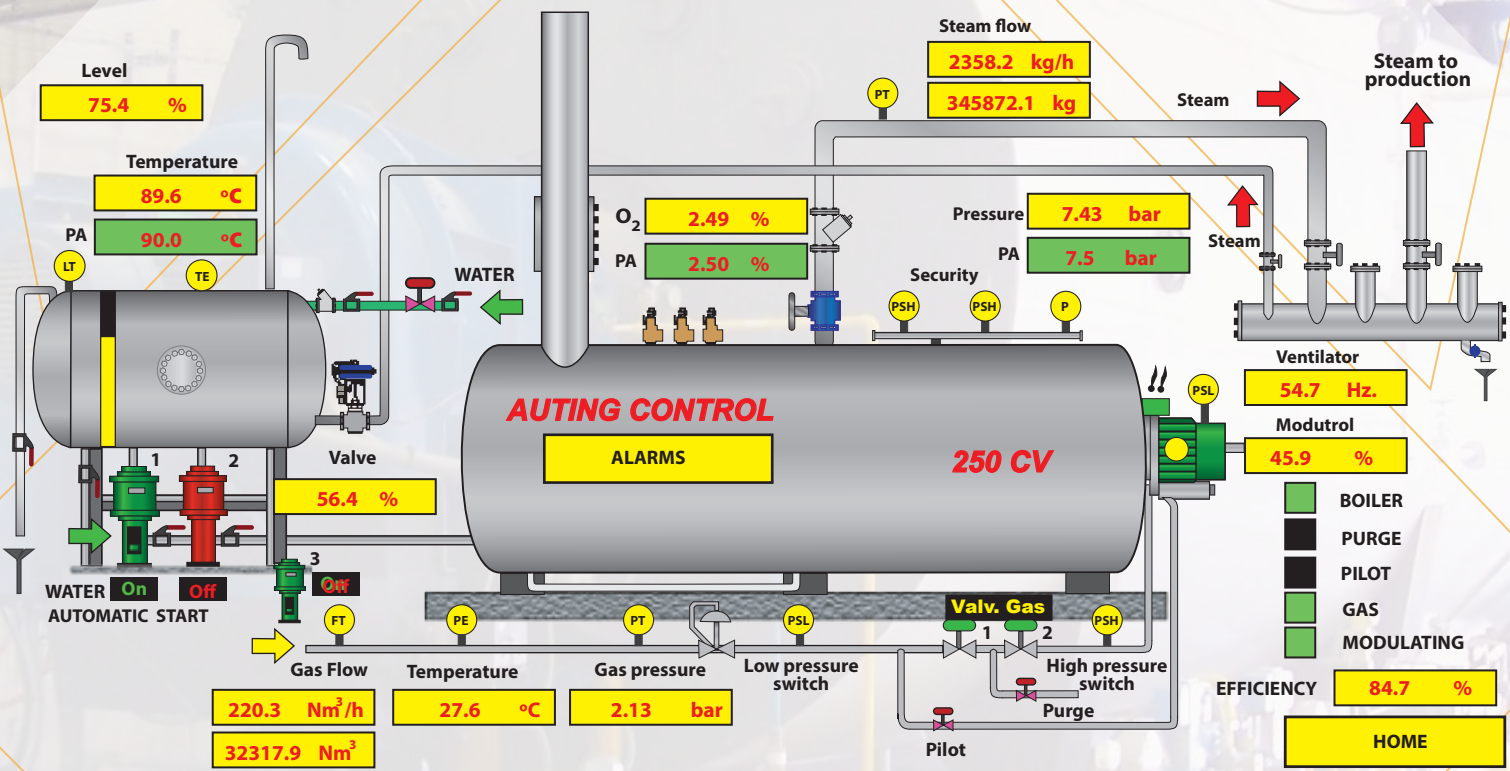 Level
75.4 %
Temperature
89.6 ºC
PA 90.0 ºC
LT
TE
WATER
Steam flow
2358.2 kg/h
345872.1 kg
PT
Steam
Steam to
production
O2 2.49 %
PA 2.50 %
Pressure 7.43 bar
PA 7.5 bar
Steam
Security
PSH
PSH
P
AUTING CONTROL
ALARMS
250 CV
PSL
Ventilator
54.7 Hz.
Modutrol
45.9 %
BOILER
PURGE
PILOT
GAS
MODULATING
EFFICIENCY 84.7 %
HOME
Valve
56.4 %
1
2
3
WATER On Off
AUTOMATIC START
FT
PE
PT
PSL
Valv. Gas
1
2
PSH
Gas Flow
Temperature
Gas pressure
Low pressure
switch
High pressure
switch
220.3 Nm³/h
32317.9 Nm³
27.6 ºC
2.13 bar
Purge
Pilot